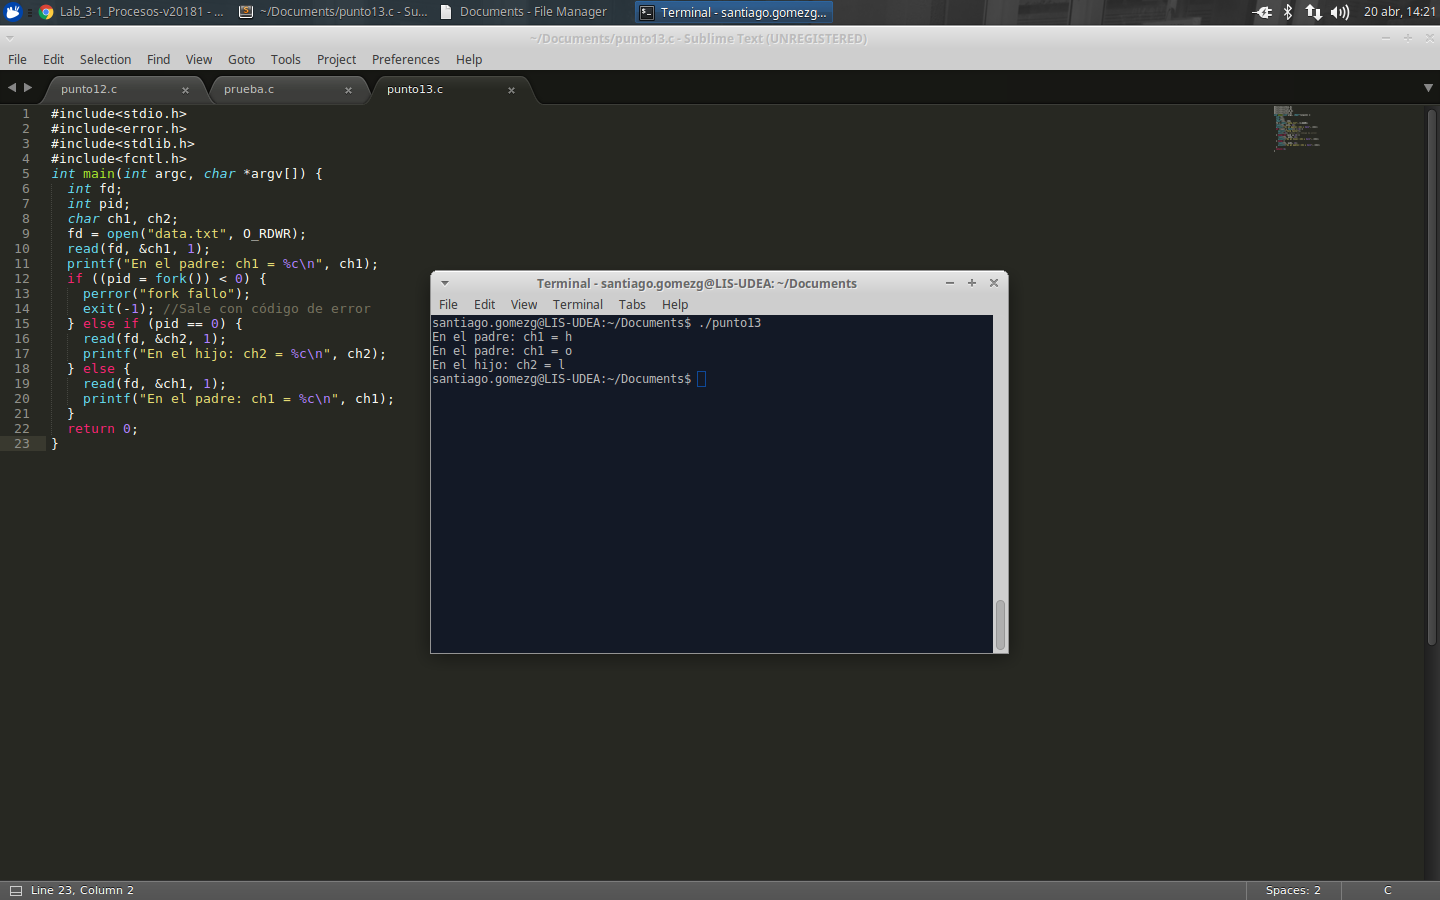 Lab_3-1_Procesos-v20181 - ...
~/Documents/punto13.c - Su...
Documents - File Manager
Terminal - santiago.gomezg...
20 abr, 14:21
~/Documents/punto13.c - Sublime Text (UNREGISTERED)
File Edit Selection Find View Goto Tools Project Preferences Help
punto12.c
prueba.c
punto13.c
1 #include<stdio.h>
2 #include<error.h>
3 #include<stdlib.h>
4 #include<fcntl.h>
5 int main(int argc, char *argv[]) {
6 int fd;
7 int pid;
8 char ch1, ch2;
9 fd = open("data.txt", O_RDWR);
10 read(fd, &ch1, 1);
11 printf("En el padre: ch1 = %c\n", ch1);
12 if ((pid = fork()) < 0) {
13 perror("fork fallo");
14 exit(-1); //Sale con código de error
15 } else if (pid == 0) {
16 read(fd, &ch2, 1);
17 printf("En el hijo: ch2 = %c\n", ch2);
18 } else {
19 read(fd, &ch1, 1);
20 printf("En el padre: ch1 = %c\n", ch1);
21 }
22 return 0;
23 }
Terminal - santiago.gomezg@LIS-UDEA: ~/Documents
File Edit View Terminal Tabs Help
santiago.gomezg@LIS-UDEA:~/Documents$ ./punto13
En el padre: ch1 = h
En el padre: ch1 = o
En el hijo: ch2 = l
santiago.gomezg@LIS-UDEA:~/Documents$
Line 23, Column 2
Spaces: 2
C